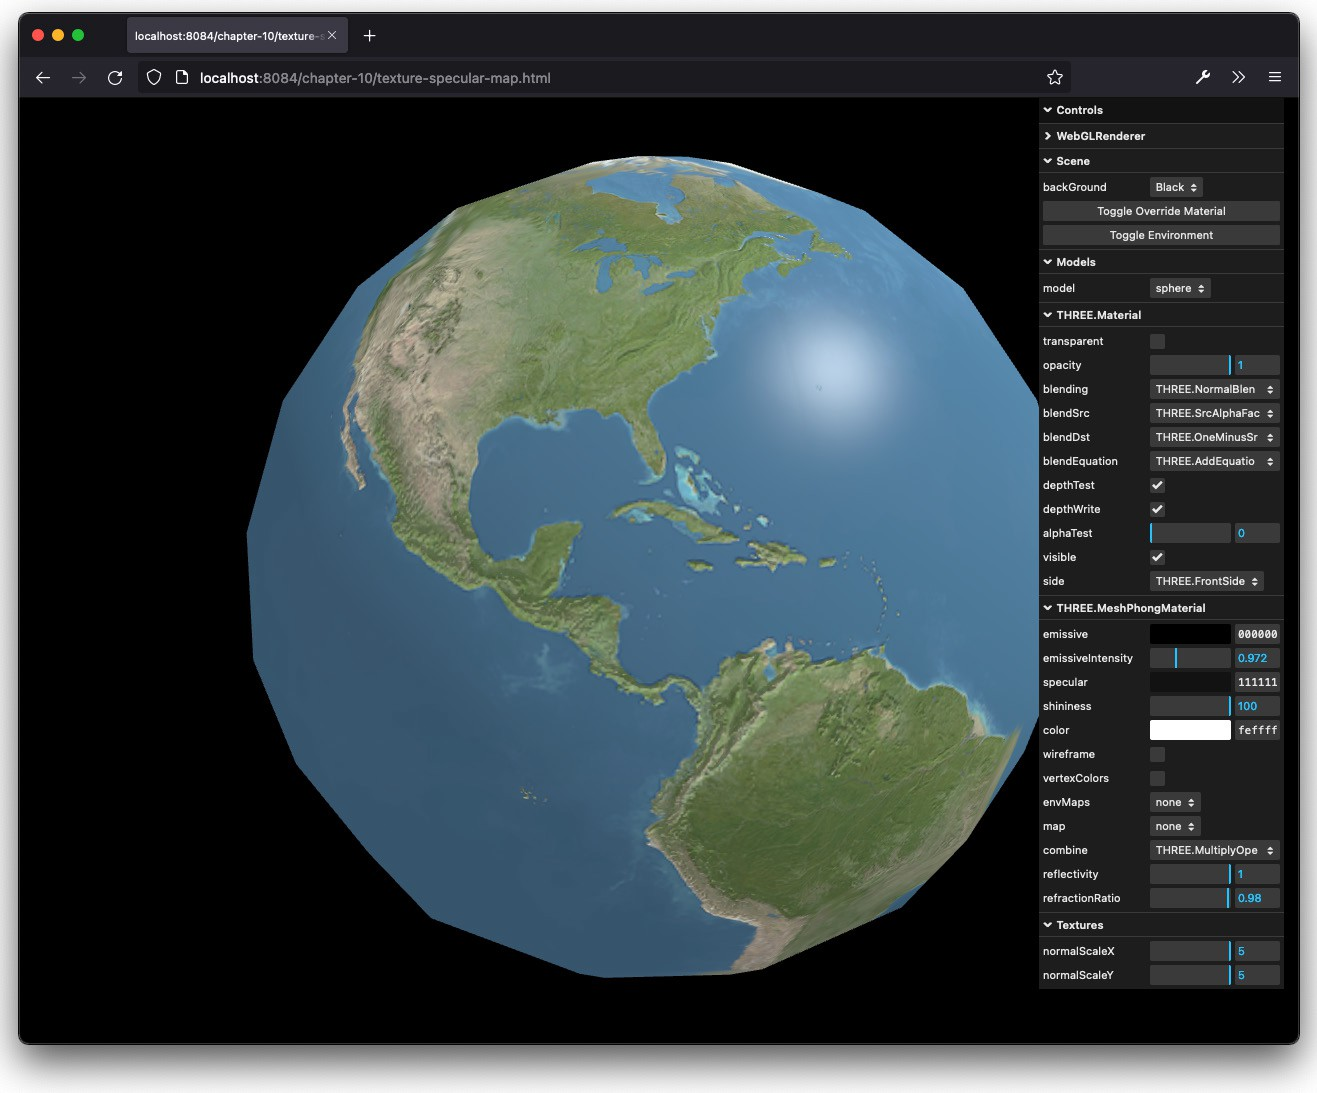 localhost:8084/chapter-10/texture-s
localhost:8084/chapter-10/texture-specular-map.html
Controls
WebGLRenderer
Scene
backGround Black
Toggle Override Material
Toggle Environment
Models
model sphere
THREE.Material
transparent
opacity 1
blending THREE.NormalBlen
blendSrc THREE.SrcAlphaFac
blendDst THREE.OneMinusSr
blendEquation THREE.AddEquatio
depthTest
depthWrite
alphaTest 0
visible
side THREE.FrontSide
THREE.MeshPhongMaterial
emissive 000000
emissiveIntensity 0.972
specular 111111
shininess 100
color feffff
wireframe
vertexColors
envMaps none
map none
combine THREE.MultiplyOpe
reflectivity 1
refractionRatio 0.98
Textures
normalScaleX 5
normalScaleY 5